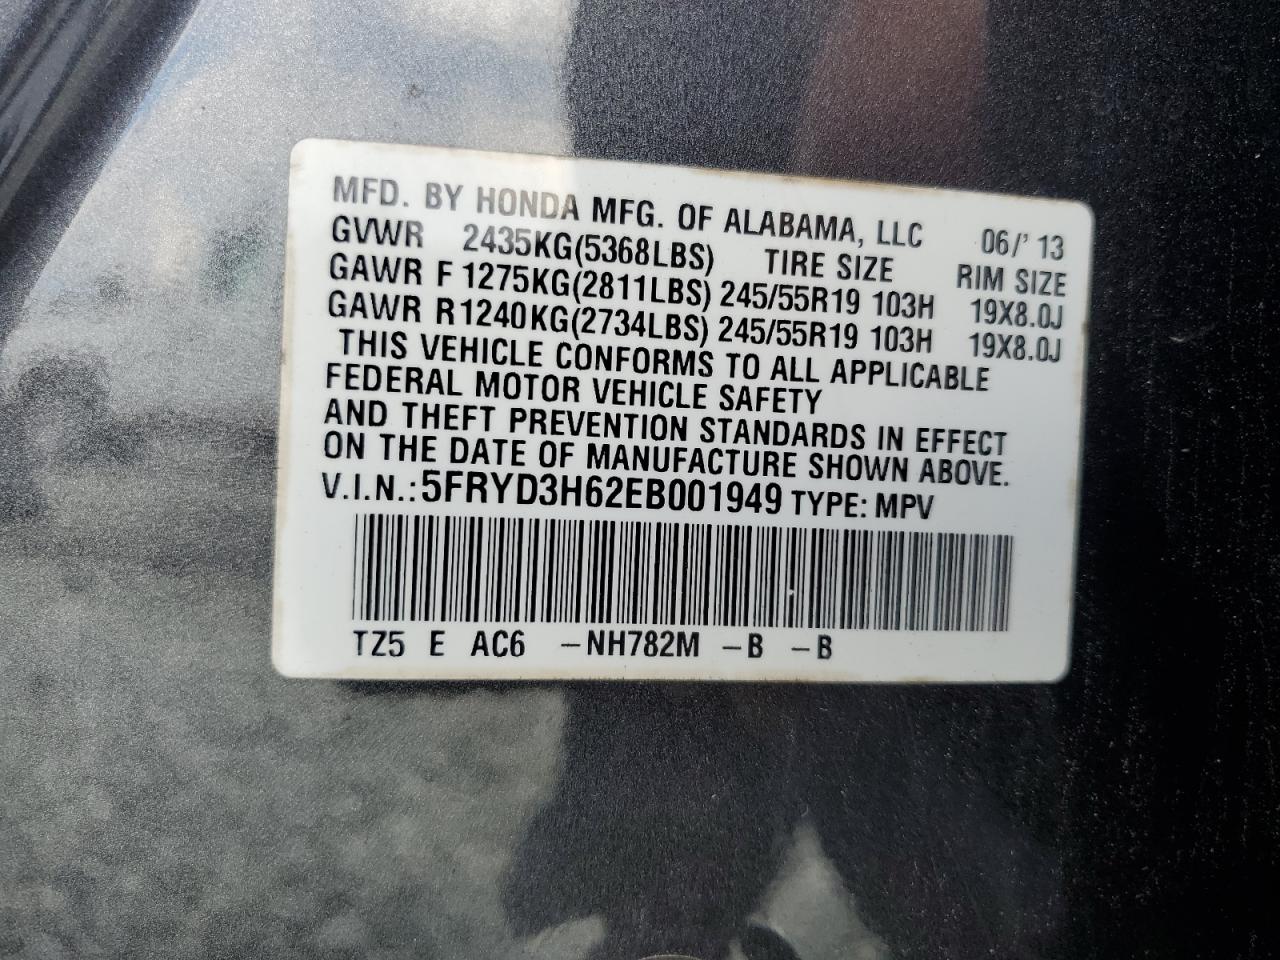 MFD. BY HONDA MFG. OF ALABAMA, LLC 06/' 13
GVWR 2435KG(5368LBS) TIRE SIZE RIM SIZE
GAWR F 1275KG(2811LBS) 245/55R19 103H 19X8.0J
GAWR R1240KG(2734LBS) 245/55R19 103H 19X8.0J
THIS VEHICLE CONFORMS TO ALL APPLICABLE
FEDERAL MOTOR VEHICLE SAFETY
AND THEFT PREVENTION STANDARDS IN EFFECT
ON THE DATE OF MANUFACTURE SHOWN ABOVE.
V.I.N.: 5FRYD3H62EB001949 TYPE: MPV
TZ5 E AC6 –NH782M –B –B